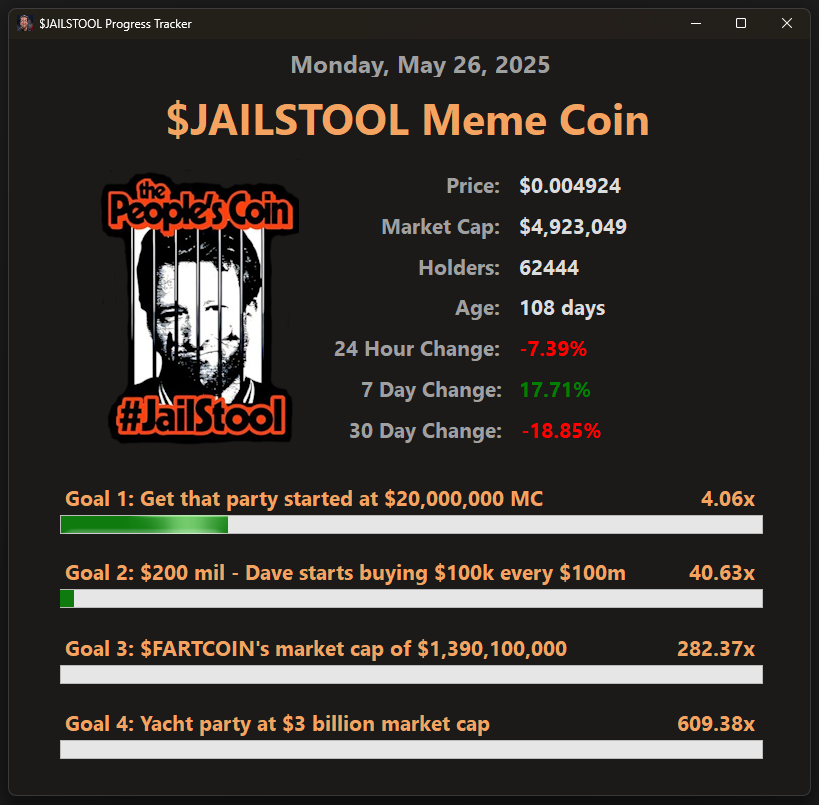 $JAILSTOOL Progress Tracker
Monday, May 26, 2025
$JAILSTOOL Meme Coin
the
People's Coin
#JailStool
Price: $0.004924
Market Cap: $4,923,049
Holders: 62444
Age: 108 days
24 Hour Change: -7.39%
7 Day Change: 17.71%
30 Day Change: -18.85%
Goal 1: Get that party started at $20,000,000 MC 4.06x
Goal 2: $200 mil - Dave starts buying $100k every $100m 40.63x
Goal 3: $FARTCOIN's market cap of $1,390,100,000 282.37x
Goal 4: Yacht party at $3 billion market cap 609.38x